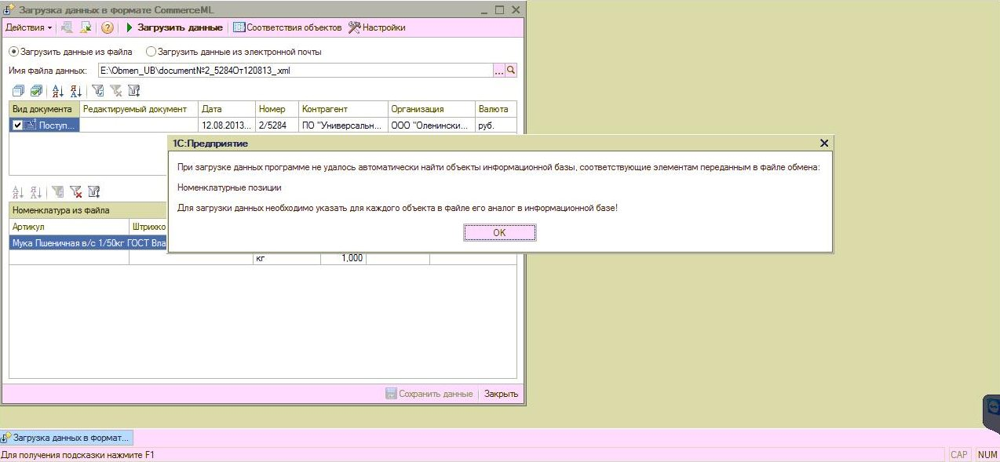 Загрузка данных в формате CommerceML
Действия Загрузить данные Соответствия объектов Настройки
Загрузить данные из файла Загрузить данные из электронной почты
Имя файла данных: E:\Obmen_UB\document№2_5284От120813_.xml ...
Вид документа Редактируемый документ Дата Номер Контрагент Организация Валюта
Поступ... 12.08.2013... 2/5284 ПО "Универсальн... ООО "Оленински... руб.
1С:Предприятие
При загрузке данных программе не удалось автоматически найти объекты информационной базы, соответствующие элементам переданным в файле обмена:
Номенклатурные позиции
Для загрузки данных необходимо указать для каждого объекта в файле его аналог в информационной базе!
OK
Номенклатура из файла
Артикул Штрихко
Мука Пшеничная в/с 1/50кг ГОСТ Вла
кг 1,000
Сохранить данные Закрыть
Загрузка данных в формат...
Для получения подсказки нажмите F1 CAP NUM